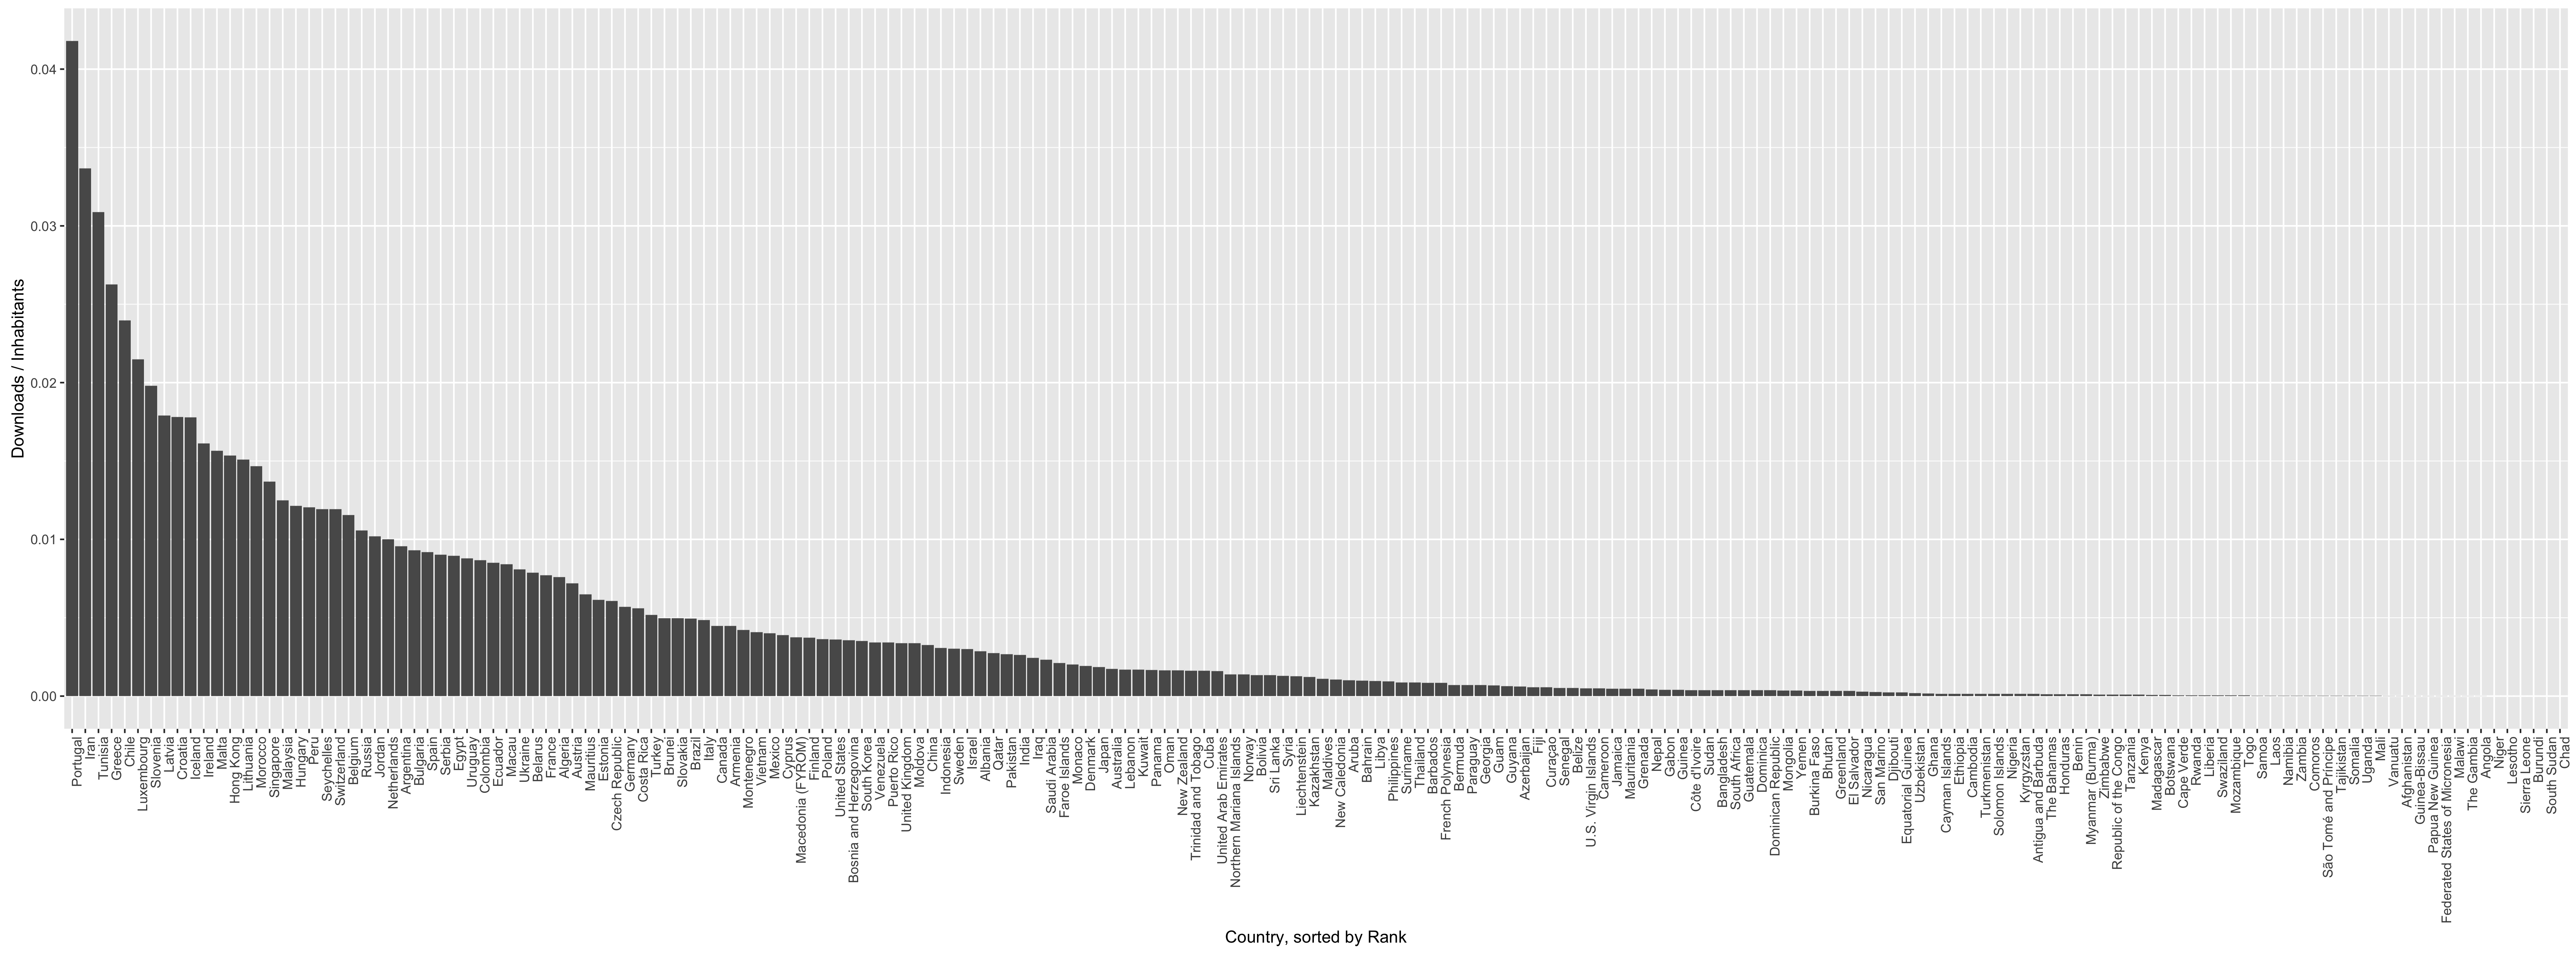 Downloads / Inhabitants
0.04
0.03
0.02
0.01
0.00
Portugal
Iran
Tunisia
Greece
Chile
Luxembourg
Slovenia
Latvia
Croatia
Iceland
Ireland
Malta
Hong Kong
Lithuania
Morocco
Singapore
Malaysia
Hungary
Peru
Seychelles
Switzerland
Belgium
Russia
Jordan
Netherlands
Argentina
Bulgaria
Spain
Serbia
Egypt
Uruguay
Colombia
Ecuador
Macau
Ukraine
Belarus
France
Algeria
Austria
Mauritius
Estonia
Czech Republic
Germany
Costa Rica
Turkey
Brunei
Slovakia
Brazil
Italy
Canada
Armenia
Montenegro
Vietnam
Mexico
Cyprus
Macedonia (FYROM)
Finland
Poland
United States
Bosnia and Herzegovina
South Korea
Venezuela
Puerto Rico
United Kingdom
Moldova
China
Indonesia
Sweden
Israel
Albania
Qatar
Pakistan
India
Iraq
Saudi Arabia
Faroe Islands
Monaco
Denmark
Japan
Australia
Lebanon
Kuwait
Panama
Oman
New Zealand
Trinidad and Tobago
Cuba
United Arab Emirates
Northern Mariana Islands
Norway
Bolivia
Sri Lanka
Syria
Liechtenstein
Kazakhstan
Maldives
New Caledonia
Aruba
Bahrain
Libya
Philippines
Suriname
Thailand
Barbados
French Polynesia
Bermuda
Paraguay
Georgia
Guam
Guyana
Azerbaijan
Fiji
Curaçao
Senegal
Belize
U.S. Virgin Islands
Cameroon
Jamaica
Mauritania
Grenada
Nepal
Gabon
Guinea
Côte d'Ivoire
Sudan
Bangladesh
South Africa
Guatemala
Dominica
Dominican Republic
Mongolia
Yemen
Burkina Faso
Bhutan
Greenland
El Salvador
Nicaragua
San Marino
Djibouti
Equatorial Guinea
Uzbekistan
Ghana
Cayman Islands
Ethiopia
Cambodia
Turkmenistan
Solomon Islands
Nigeria
Kyrgyzstan
Antigua and Barbuda
The Bahamas
Honduras
Benin
Myanmar (Burma)
Zimbabwe
Republic of the Congo
Tanzania
Kenya
Madagascar
Botswana
Cape Verde
Rwanda
Liberia
Swaziland
Mozambique
Togo
Samoa
Laos
Namibia
Zambia
Comoros
São Tomé and Príncipe
Tajikistan
Somalia
Uganda
Mali
Vanuatu
Afghanistan
Guinea-Bissau
Papua New Guinea
Federated States of Micronesia
Malawi
The Gambia
Angola
Niger
Lesotho
Sierra Leone
Burundi
South Sudan
Chad
Country, sorted by Rank